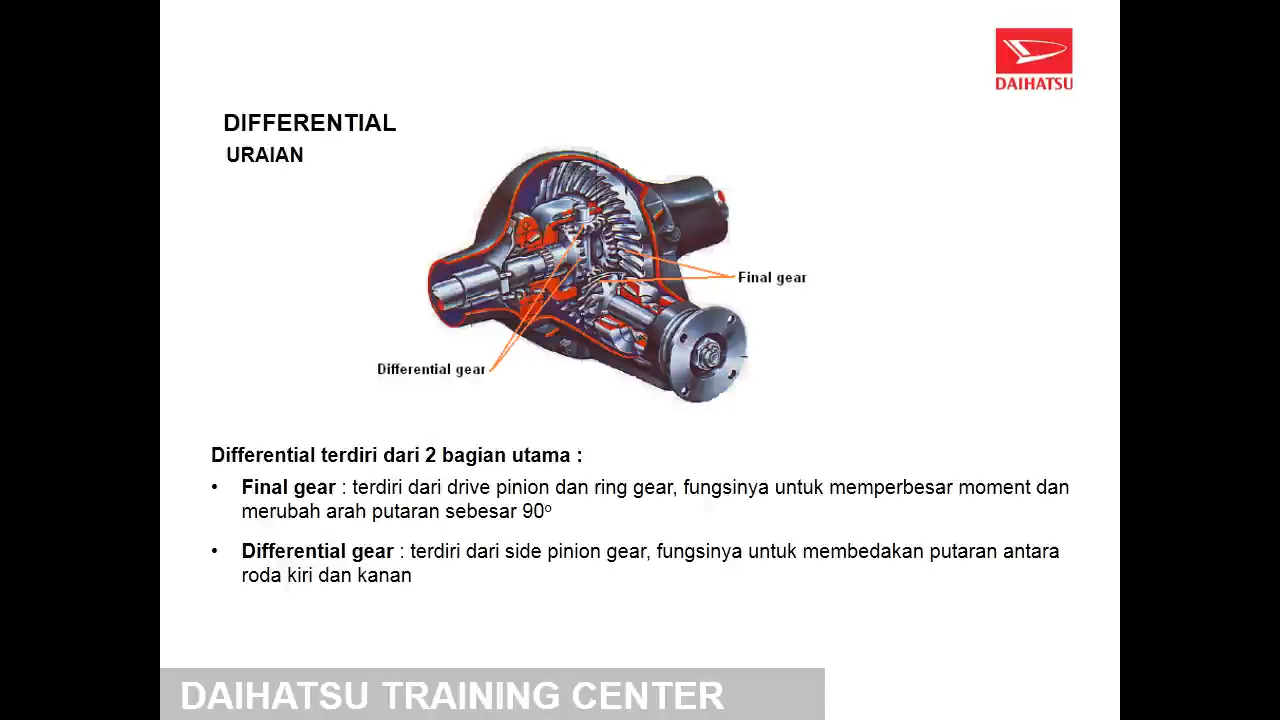 DAIHATSU
DIFFERENTIAL
URAIAN
Final gear
Differential gear
Differential terdiri dari 2 bagian utama :
• Final gear : terdiri dari drive pinion dan ring gear, fungsinya untuk memperbesar moment dan
merubah arah putaran sebesar 90º
• Differential gear : terdiri dari side pinion gear, fungsinya untuk membedakan putaran antara
roda kiri dan kanan
DAIHATSU TRAINING CENTER